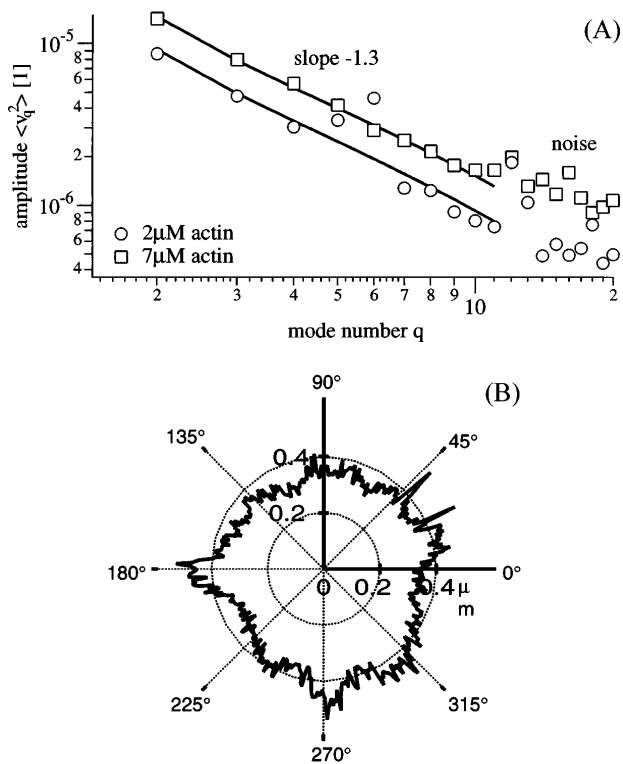 (A)
amplitude <vq²> [1]
10⁻⁵
8
6
4
2
10⁻⁶
8
6
4
slope -1.3
noise
2μM actin
7μM actin
2 3 4 5 6 7 8 9 10 2
mode number q
(B)
90°
135° 45°
0.4
0.2
180° 0° 
0 0.2 0.4 μ
m
225° 315°
270°